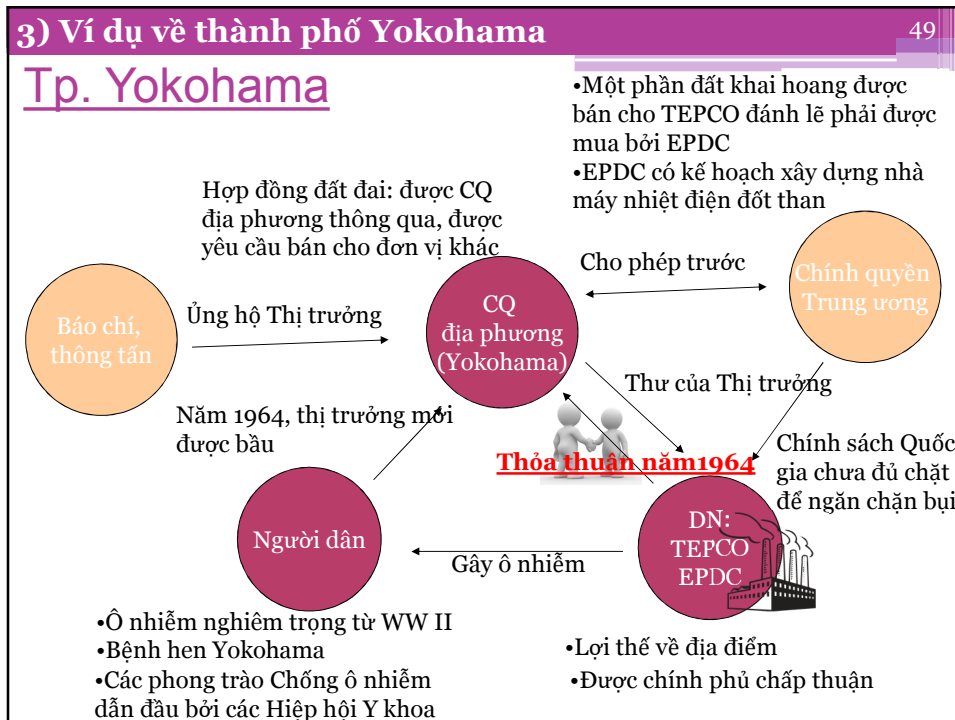 3) Ví dụ về thành phố Yokohama
49
Tp. Yokohama
•Một phần đất khai hoang được
bán cho TEPCO đánh lẽ phải được
mua bởi EPDC
•EPDC có kế hoạch xây dựng nhà
máy nhiệt điện đốt than
Hợp đồng đất đai: được CQ
địa phương thông qua, được
yêu cầu bán cho đơn vị khác
Báo chí,
thông tấn
Ủng hộ Thị trưởng
CQ
địa phương
(Yokohama)
Cho phép trước
Chính quyền
Trung ương
Thư của Thị trưởng
Năm 1964, thị trưởng mới
được bầu
Thỏa thuận năm1964
Chính sách Quốc
gia chưa đủ chặt
để ngăn chặn bụi
Người dân
Gây ô nhiễm
DN:
TEPCO
EPDC
•Ô nhiễm nghiêm trọng từ WW II
•Bệnh hen Yokohama
•Các phong trào Chống ô nhiễm
dẫn đầu bởi các Hiệp hội Y khoa
•Lợi thế về địa điểm
•Được chính phủ chấp thuận